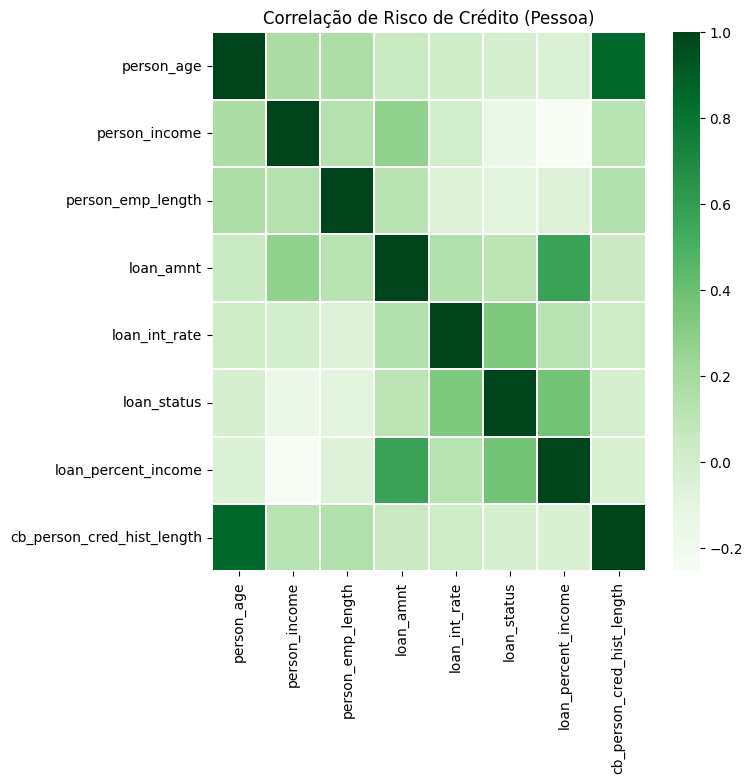 Correlação de Risco de Crédito (Pessoa)
person_age
person_income
person_emp_length
loan_amnt
loan_int_rate
loan_status
loan_percent_income
cb_person_cred_hist_length
person_age
person_income
person_emp_length
loan_amnt
loan_int_rate
loan_status
loan_percent_income
cb_person_cred_hist_length
1.0
0.8
0.6
0.4
0.2
0.0
−0.2